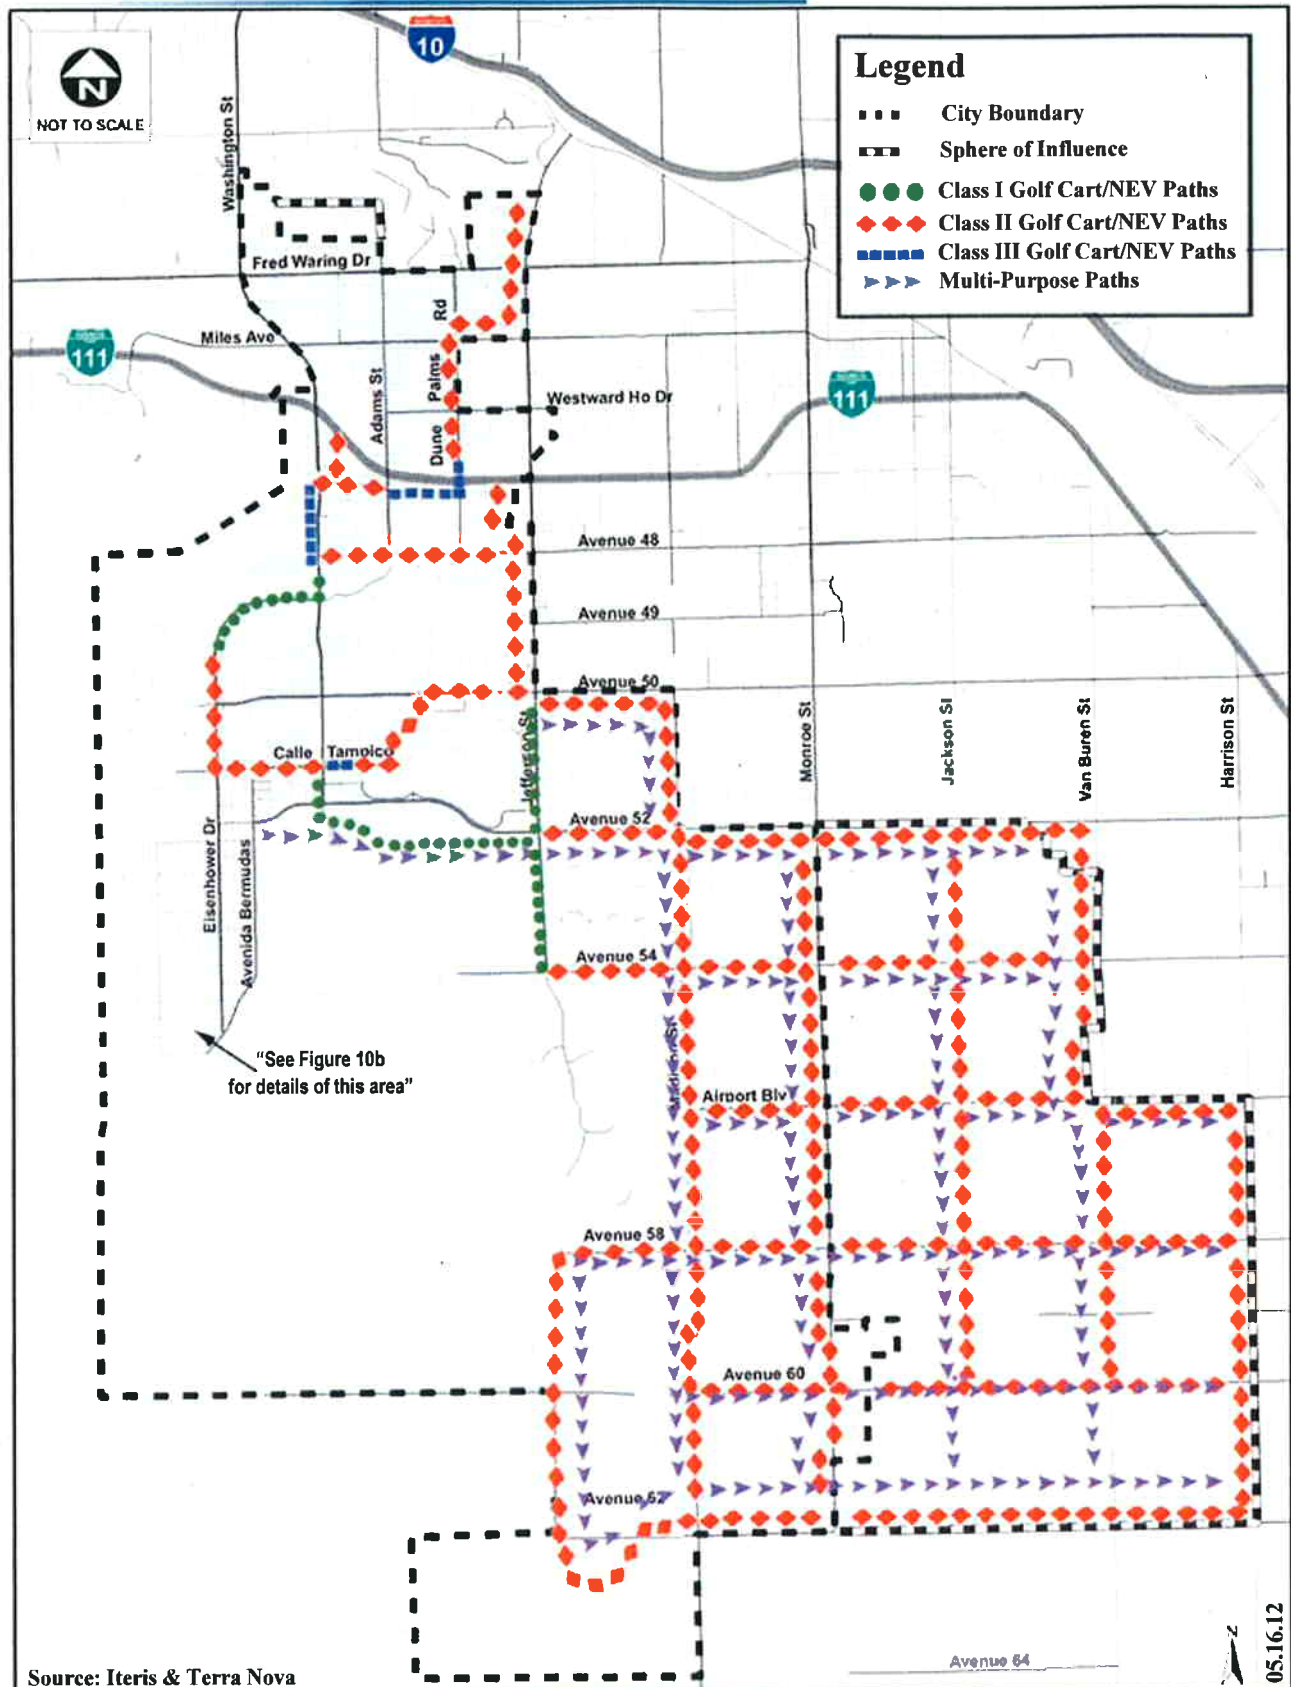 10
N
NOT TO SCALE
Legend
City Boundary
Sphere of Influence
Class I Golf Cart/NEV Paths
Class II Golf Cart/NEV Paths
Class III Golf Cart/NEV Paths
Multi-Purpose Paths
Washington St
Fred Waring Dr
Miles Ave
111
Adams St
Dune Palms Rd
Westward Ho Dr
111
Avenue 48
Avenue 49
Avenue 50
Jefferson St
Monroe St
Jackson St
Van Buren St
Harrison St
Calle Tampico
Avenue 52
Eisenhower Dr
Avenida Bermudas
Avenue 54
"See Figure 10b
for details of this area"
Madison St
Airport Blv
Avenue 58
Avenue 60
Avenue 62
Avenue 64
Source: Iteris & Terra Nova
05.16.12